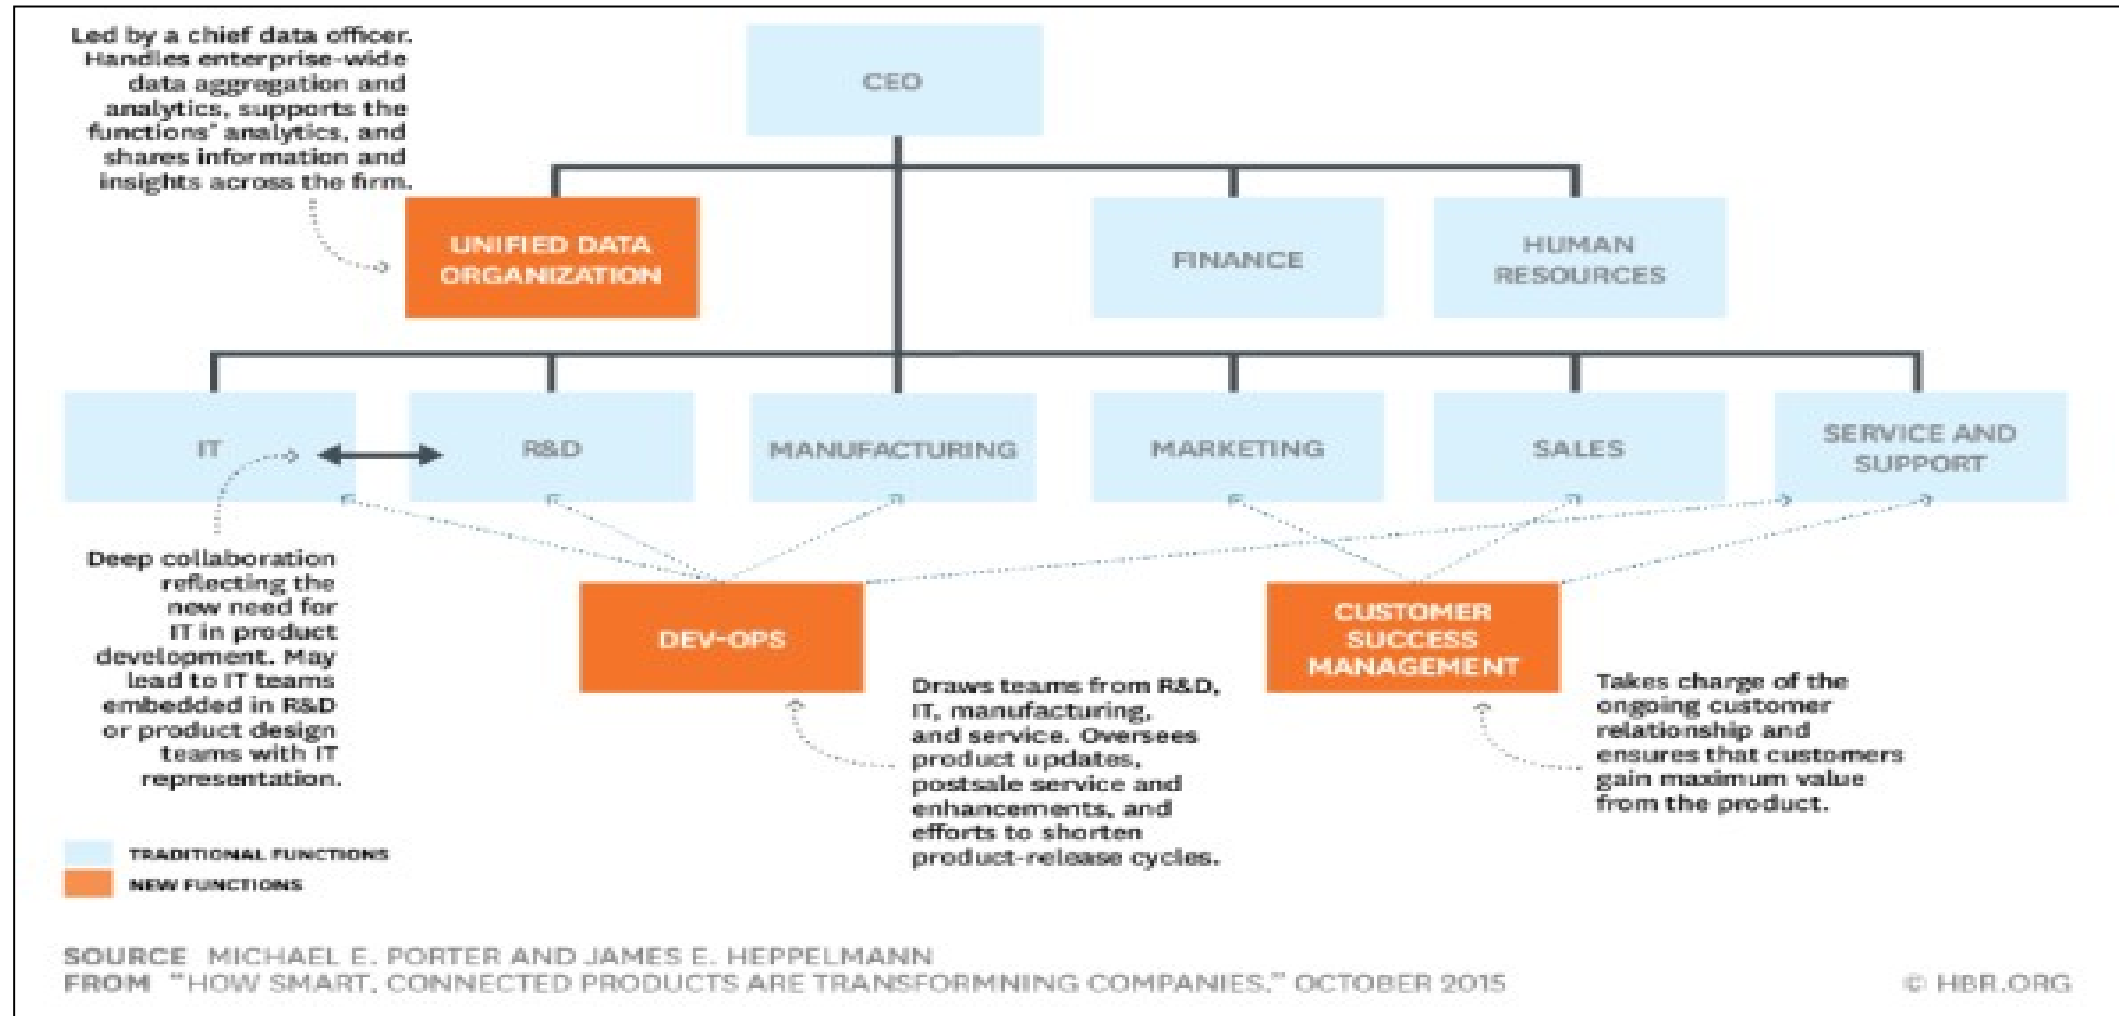 Led by a chief data officer.
Handles enterprise-wide
data aggregation and
analytics, supports the
functions' analytics, and
shares information and
insights across the firm.
CEO
UNIFIED DATA
ORGANIZATION
FINANCE
HUMAN
RESOURCES
IT
R&D
MANUFACTURING
MARKETING
SALES
SERVICE AND
SUPPORT
Deep collaboration
reflecting the
new need for
IT in product
development. May
lead to IT teams
embedded in R&D
or product design
teams with IT
representation.
DEV-OPS
Draws teams from R&D,
IT, manufacturing,
and service. Oversees
product updates,
postsale service and
enhancements, and
efforts to shorten
product-release cycles.
CUSTOMER
SUCCESS
MANAGEMENT
Takes charge of the
ongoing customer
relationship and
ensures that customers
gain maximum value
from the product.
TRADITIONAL FUNCTIONS
NEW FUNCTIONS
SOURCE MICHAEL E. PORTER AND JAMES E. HEPPELMANN
FROM "HOW SMART, CONNECTED PRODUCTS ARE TRANSFORMNING COMPANIES," OCTOBER 2015
© HBR.ORG